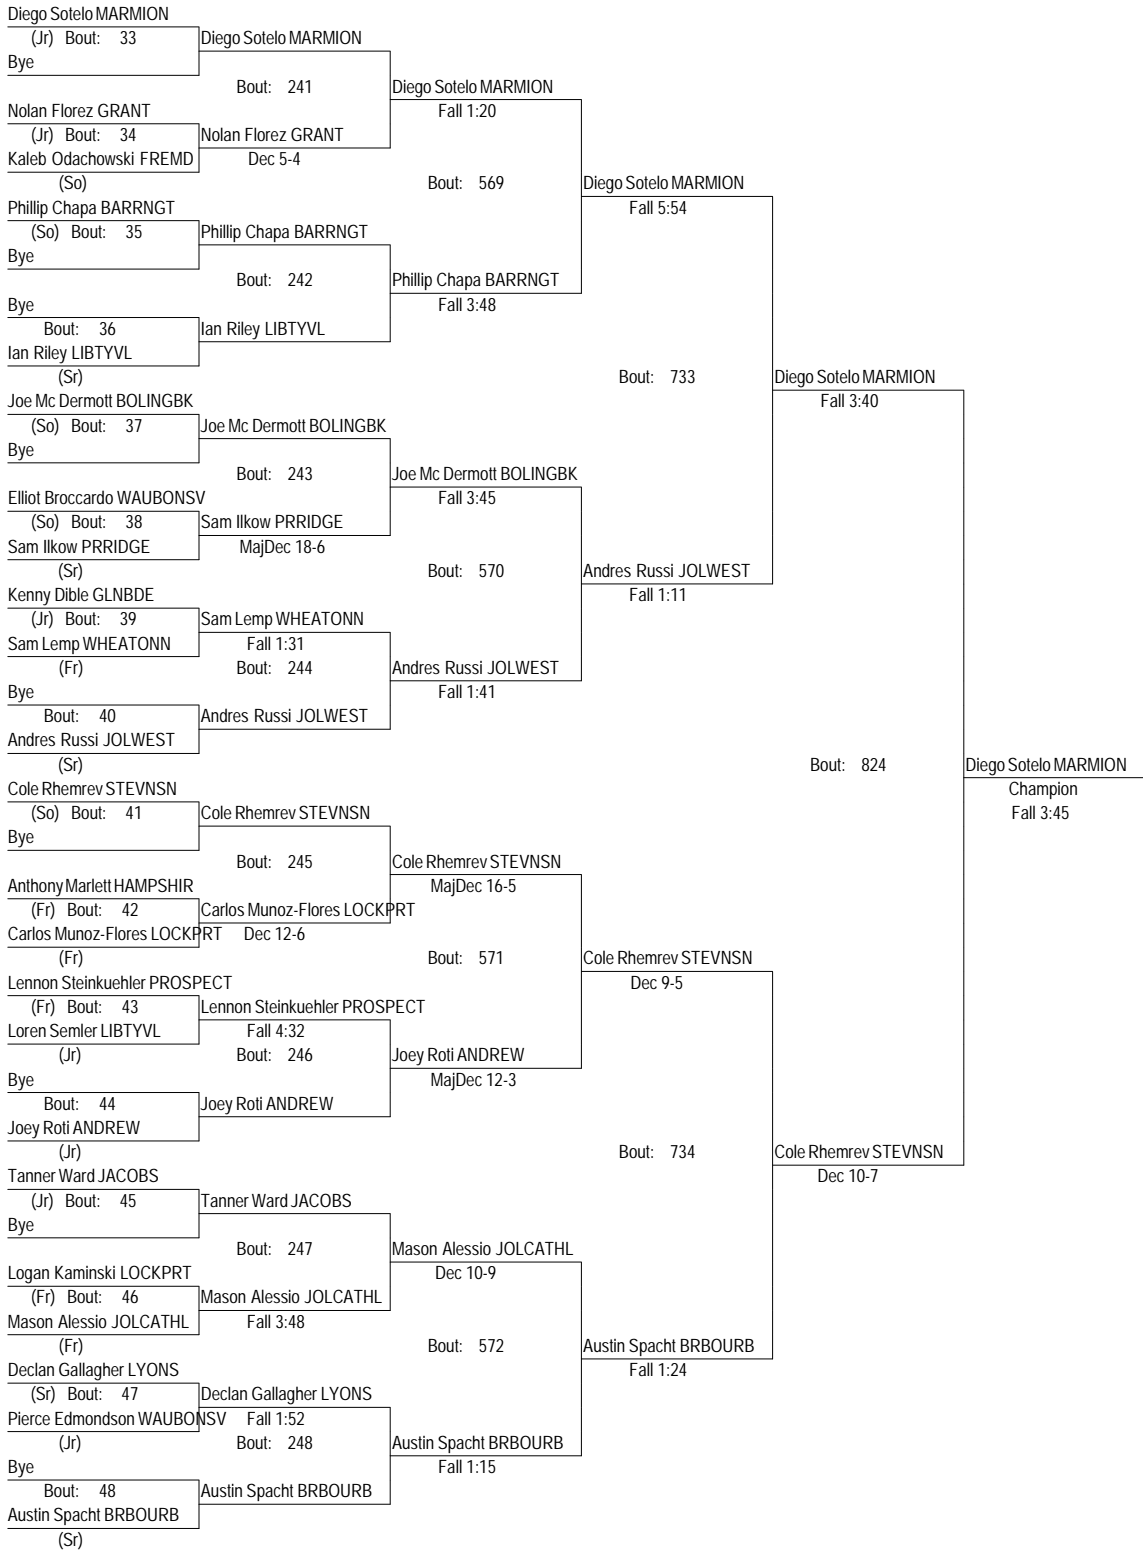 Diego Sotelo MARMION
(Jr) Bout: 33 Diego Sotelo MARMION
Bye
Bout: 241 Diego Sotelo MARMION
Nolan Florez GRANT Fall 1:20
(Jr) Bout: 34 Nolan Florez GRANT
Kaleb Odachowski FREMD Dec 5-4
(So) Bout: 569 Diego Sotelo MARMION
Phillip Chapa BARRNGT Fall 5:54
(So) Bout: 35 Phillip Chapa BARRNGT
Bye
Bout: 242 Phillip Chapa BARRNGT
Bye Fall 3:48
Bout: 36 Ian Riley LIBTYVL
Ian Riley LIBTYVL
(Sr) Bout: 733 Diego Sotelo MARMION
Joe Mc Dermott BOLINGBK Fall 3:40
(So) Bout: 37 Joe Mc Dermott BOLINGBK
Bye
Bout: 243 Joe Mc Dermott BOLINGBK
Elliot Broccardo WAUBONSV Fall 3:45
(So) Bout: 38 Sam Ilkow PRRIDGE
Sam Ilkow PRRIDGE MajDec 18-6
(Sr) Bout: 570 Andres Russi JOLWEST
Kenny Dible GLNBDE Fall 1:11
(Jr) Bout: 39 Sam Lemp WHEATONN
Sam Lemp WHEATONN Fall 1:31
(Fr) Bout: 244 Andres Russi JOLWEST
Bye Fall 1:41
Bout: 40 Andres Russi JOLWEST
Andres Russi JOLWEST
(Sr) Bout: 824 Diego Sotelo MARMION
Cole Rhemrev STEVNSN Champion
(So) Bout: 41 Cole Rhemrev STEVNSN Fall 3:45
Bye
Bout: 245 Cole Rhemrev STEVNSN
Anthony Marlett HAMPSHIR MajDec 16-5
(Fr) Bout: 42 Carlos Munoz-Flores LOCKPRT
Carlos Munoz-Flores LOCKPRT Dec 12-6
(Fr) Bout: 571 Cole Rhemrev STEVNSN
Lennon Steinkuehler PROSPECT Dec 9-5
(Fr) Bout: 43 Lennon Steinkuehler PROSPECT
Loren Semler LIBTYVL Fall 4:32
(Jr) Bout: 246 Joey Roti ANDREW
Bye MajDec 12-3
Bout: 44 Joey Roti ANDREW
Joey Roti ANDREW
(Jr) Bout: 734 Cole Rhemrev STEVNSN
Tanner Ward JACOBS Dec 10-7
(Jr) Bout: 45 Tanner Ward JACOBS
Bye
Bout: 247 Mason Alessio JOLCATHL
Logan Kaminski LOCKPRT Dec 10-9
(Fr) Bout: 46 Mason Alessio JOLCATHL
Mason Alessio JOLCATHL Fall 3:48
(Fr) Bout: 572 Austin Spacht BRBOURB
Declan Gallagher LYONS Fall 1:24
(Sr) Bout: 47 Declan Gallagher LYONS
Pierce Edmondson WAUBONSV Fall 1:52
(Jr) Bout: 248 Austin Spacht BRBOURB
Bye Fall 1:15
Bout: 48 Austin Spacht BRBOURB
Austin Spacht BRBOURB
(Sr)